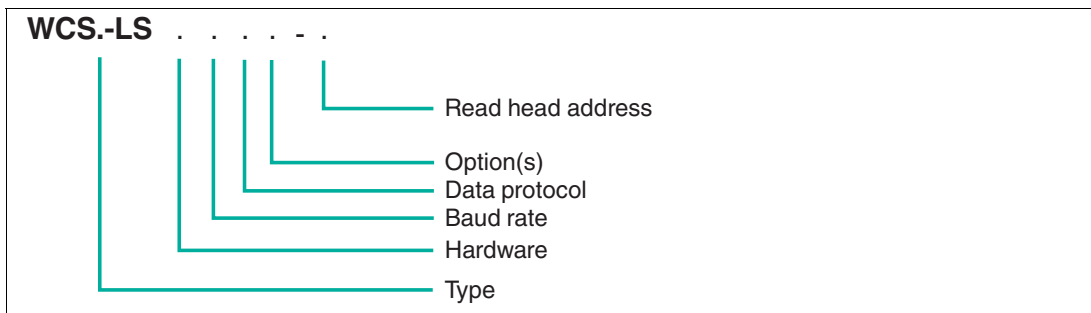 WCS.-LS . . . . - .
Read head address
Option(s)
Data protocol
Baud rate
Hardware
Type